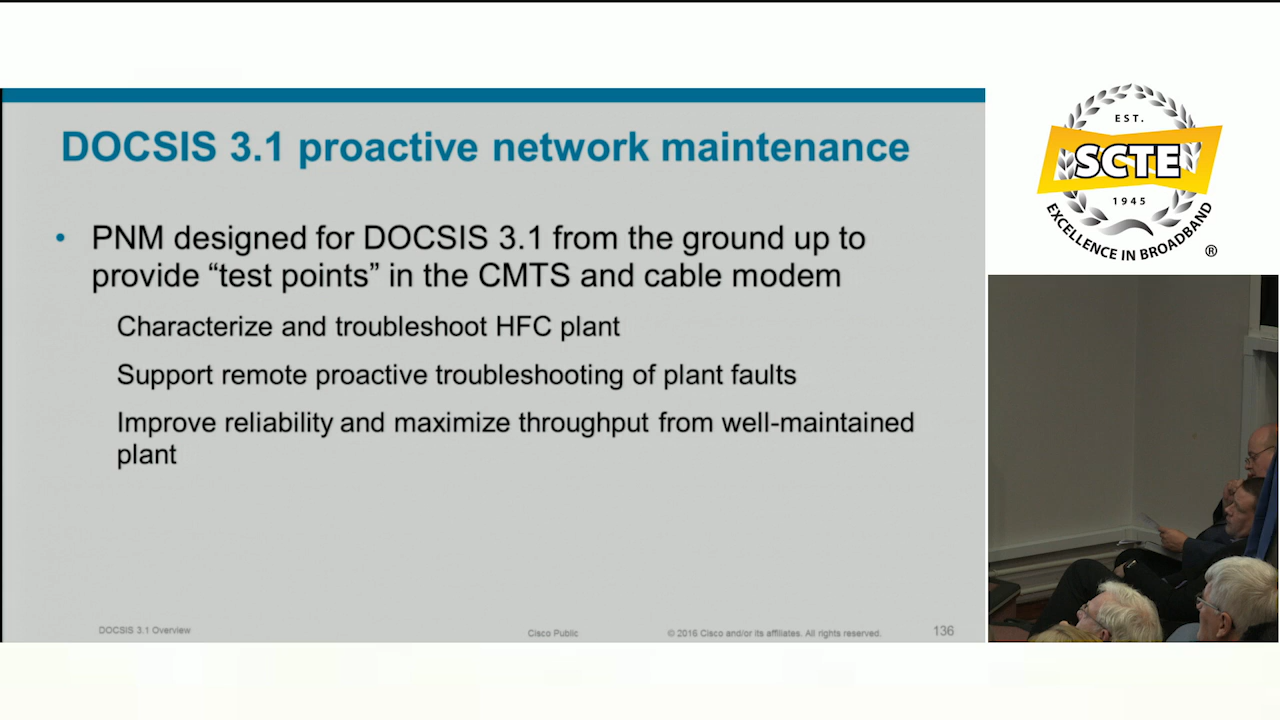 DOCSIS 3.1 proactive network maintenance
• PNM designed for DOCSIS 3.1 from the ground up to
provide “test points” in the CMTS and cable modem
Characterize and troubleshoot HFC plant
Support remote proactive troubleshooting of plant faults
Improve reliability and maximize throughput from well-maintained
plant
DOCSIS 3.1 Overview
Cisco Public
© 2016 Cisco and/or its affiliates. All rights reserved.
136
EST.
SCTE
1945
EXCELLENCE IN BROADBAND
®